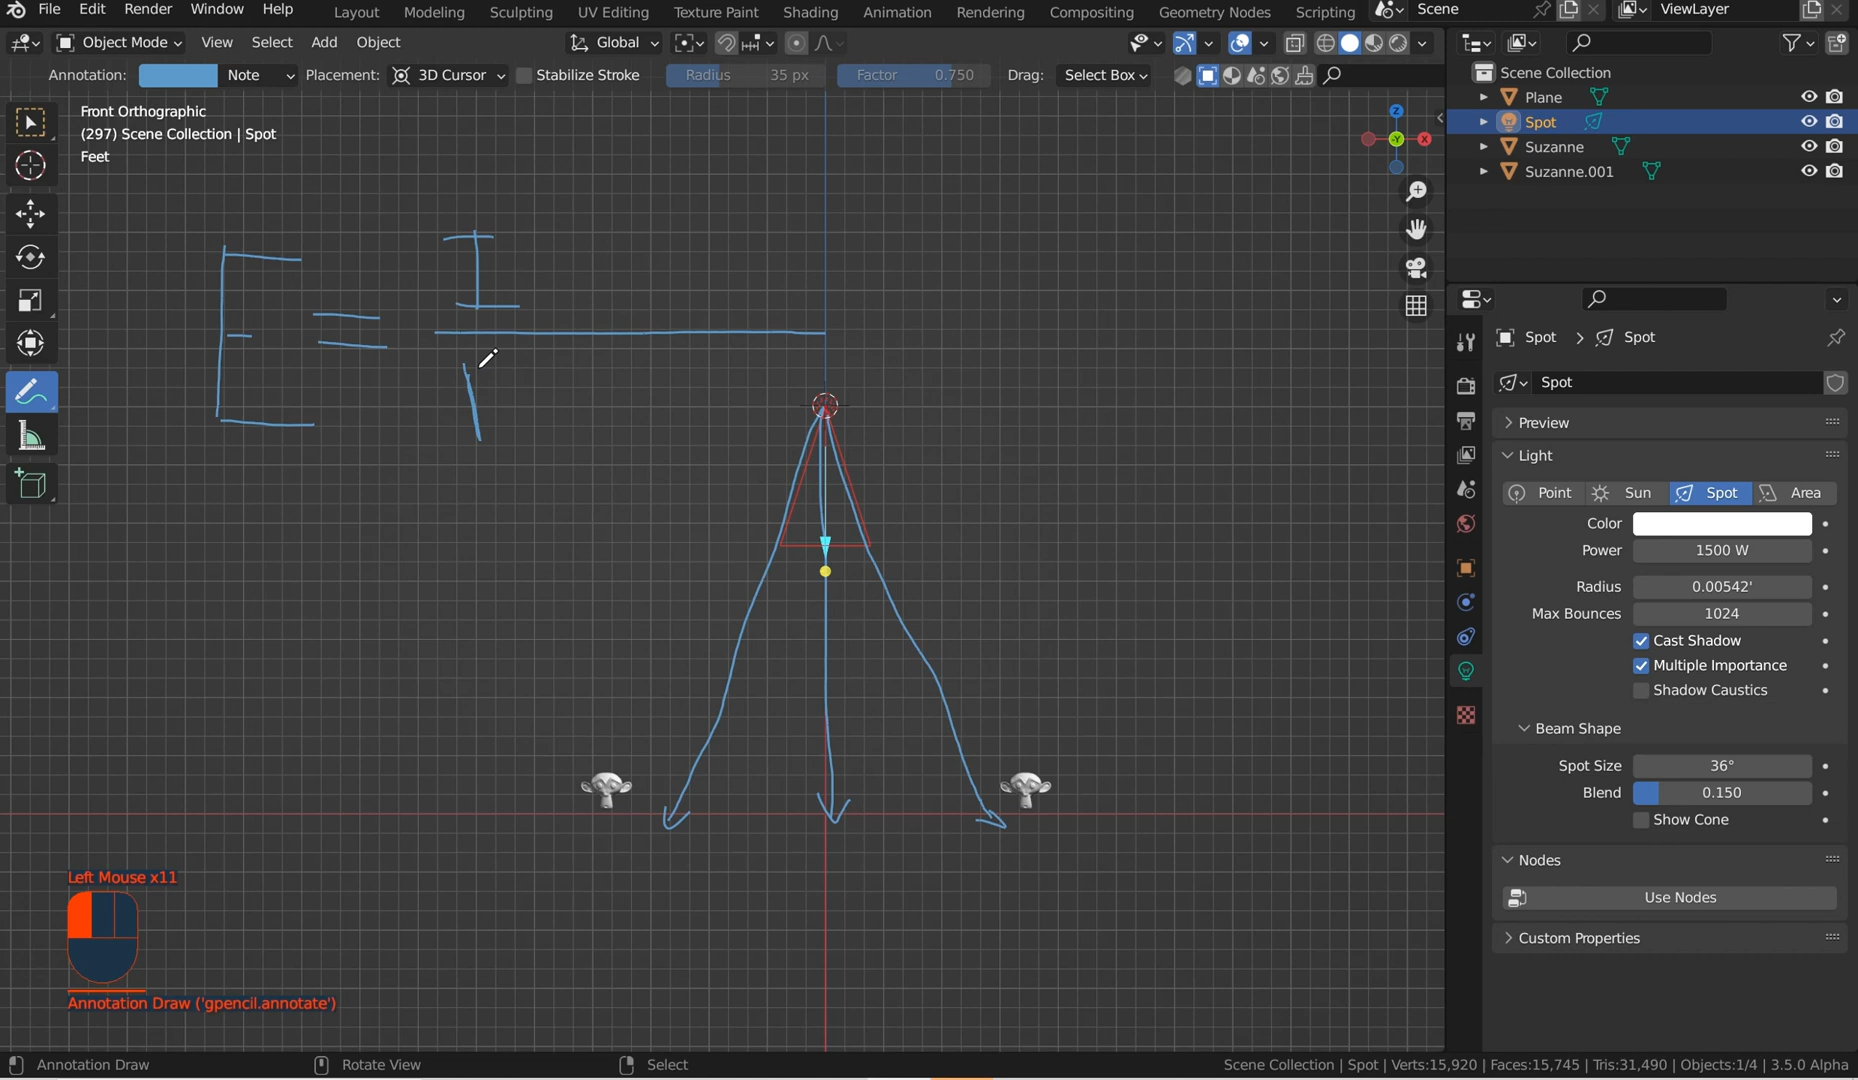 File Edit Render Window Help Layout Modeling Sculpting UV Editing Texture Paint Shading Animation Rendering Compositing Geometry Nodes Scripting Scene ViewLayer
Object Mode View Select Add Object Global
Annotation: Note Placement: 3D Cursor Stabilize Stroke Radius 35 px Factor 0.750 Drag: Select Box
Front Orthographic
(297) Scene Collection | Spot
Feet
Z
-Y
X
E = I
Left Mouse x11
Annotation Draw ('gpencil.annotate')
Scene Collection
Plane
Spot
Suzanne
Suzanne.001
Spot > Spot
Spot
Preview
Light
Point Sun Spot Area
Color
Power 1500 W
Radius 0.00542'
Max Bounces 1024
Cast Shadow
Multiple Importance
Shadow Caustics
Beam Shape
Spot Size 36°
Blend 0.150
Show Cone
Nodes
Use Nodes
Custom Properties
Annotation Draw Rotate View Select Scene Collection | Spot | Verts:15,920 | Faces:15,745 | Tris:31,490 | Objects:1/4 | 3.5.0 Alpha